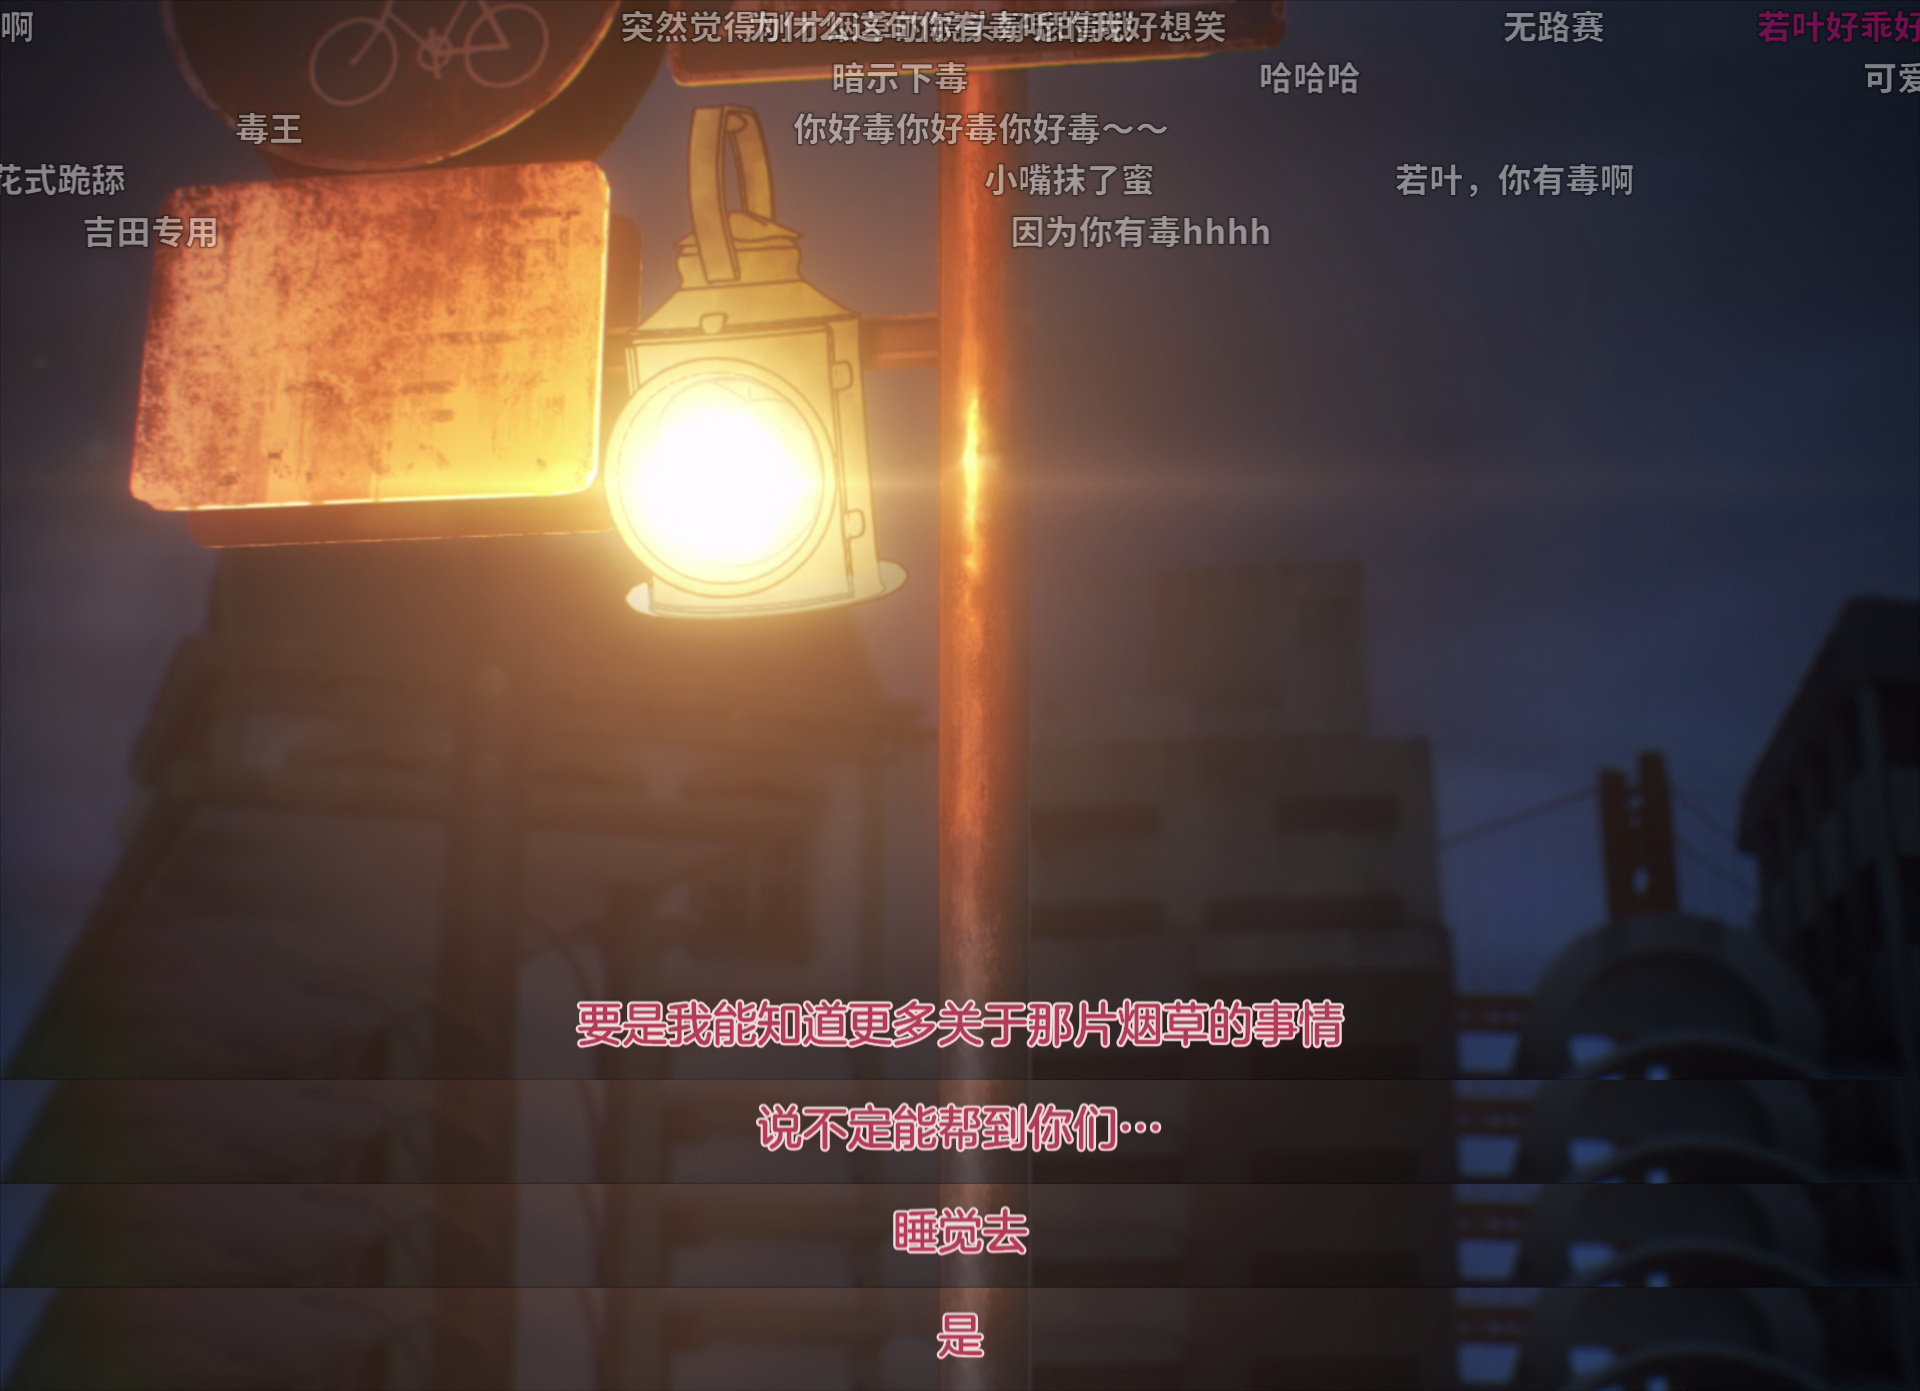 啊
突然觉得
好想笑
无路赛
若叶好乖好
暗示下毒
哈哈哈
可爱
毒王
你好毒你好毒你好毒～～
花式跪舔
小嘴抹了蜜
若叶，你有毒啊
吉田专用
因为你有毒hhhh
要是我能知道更多关于那片烟草的事情
说不定能帮到你们…
睡觉去
是